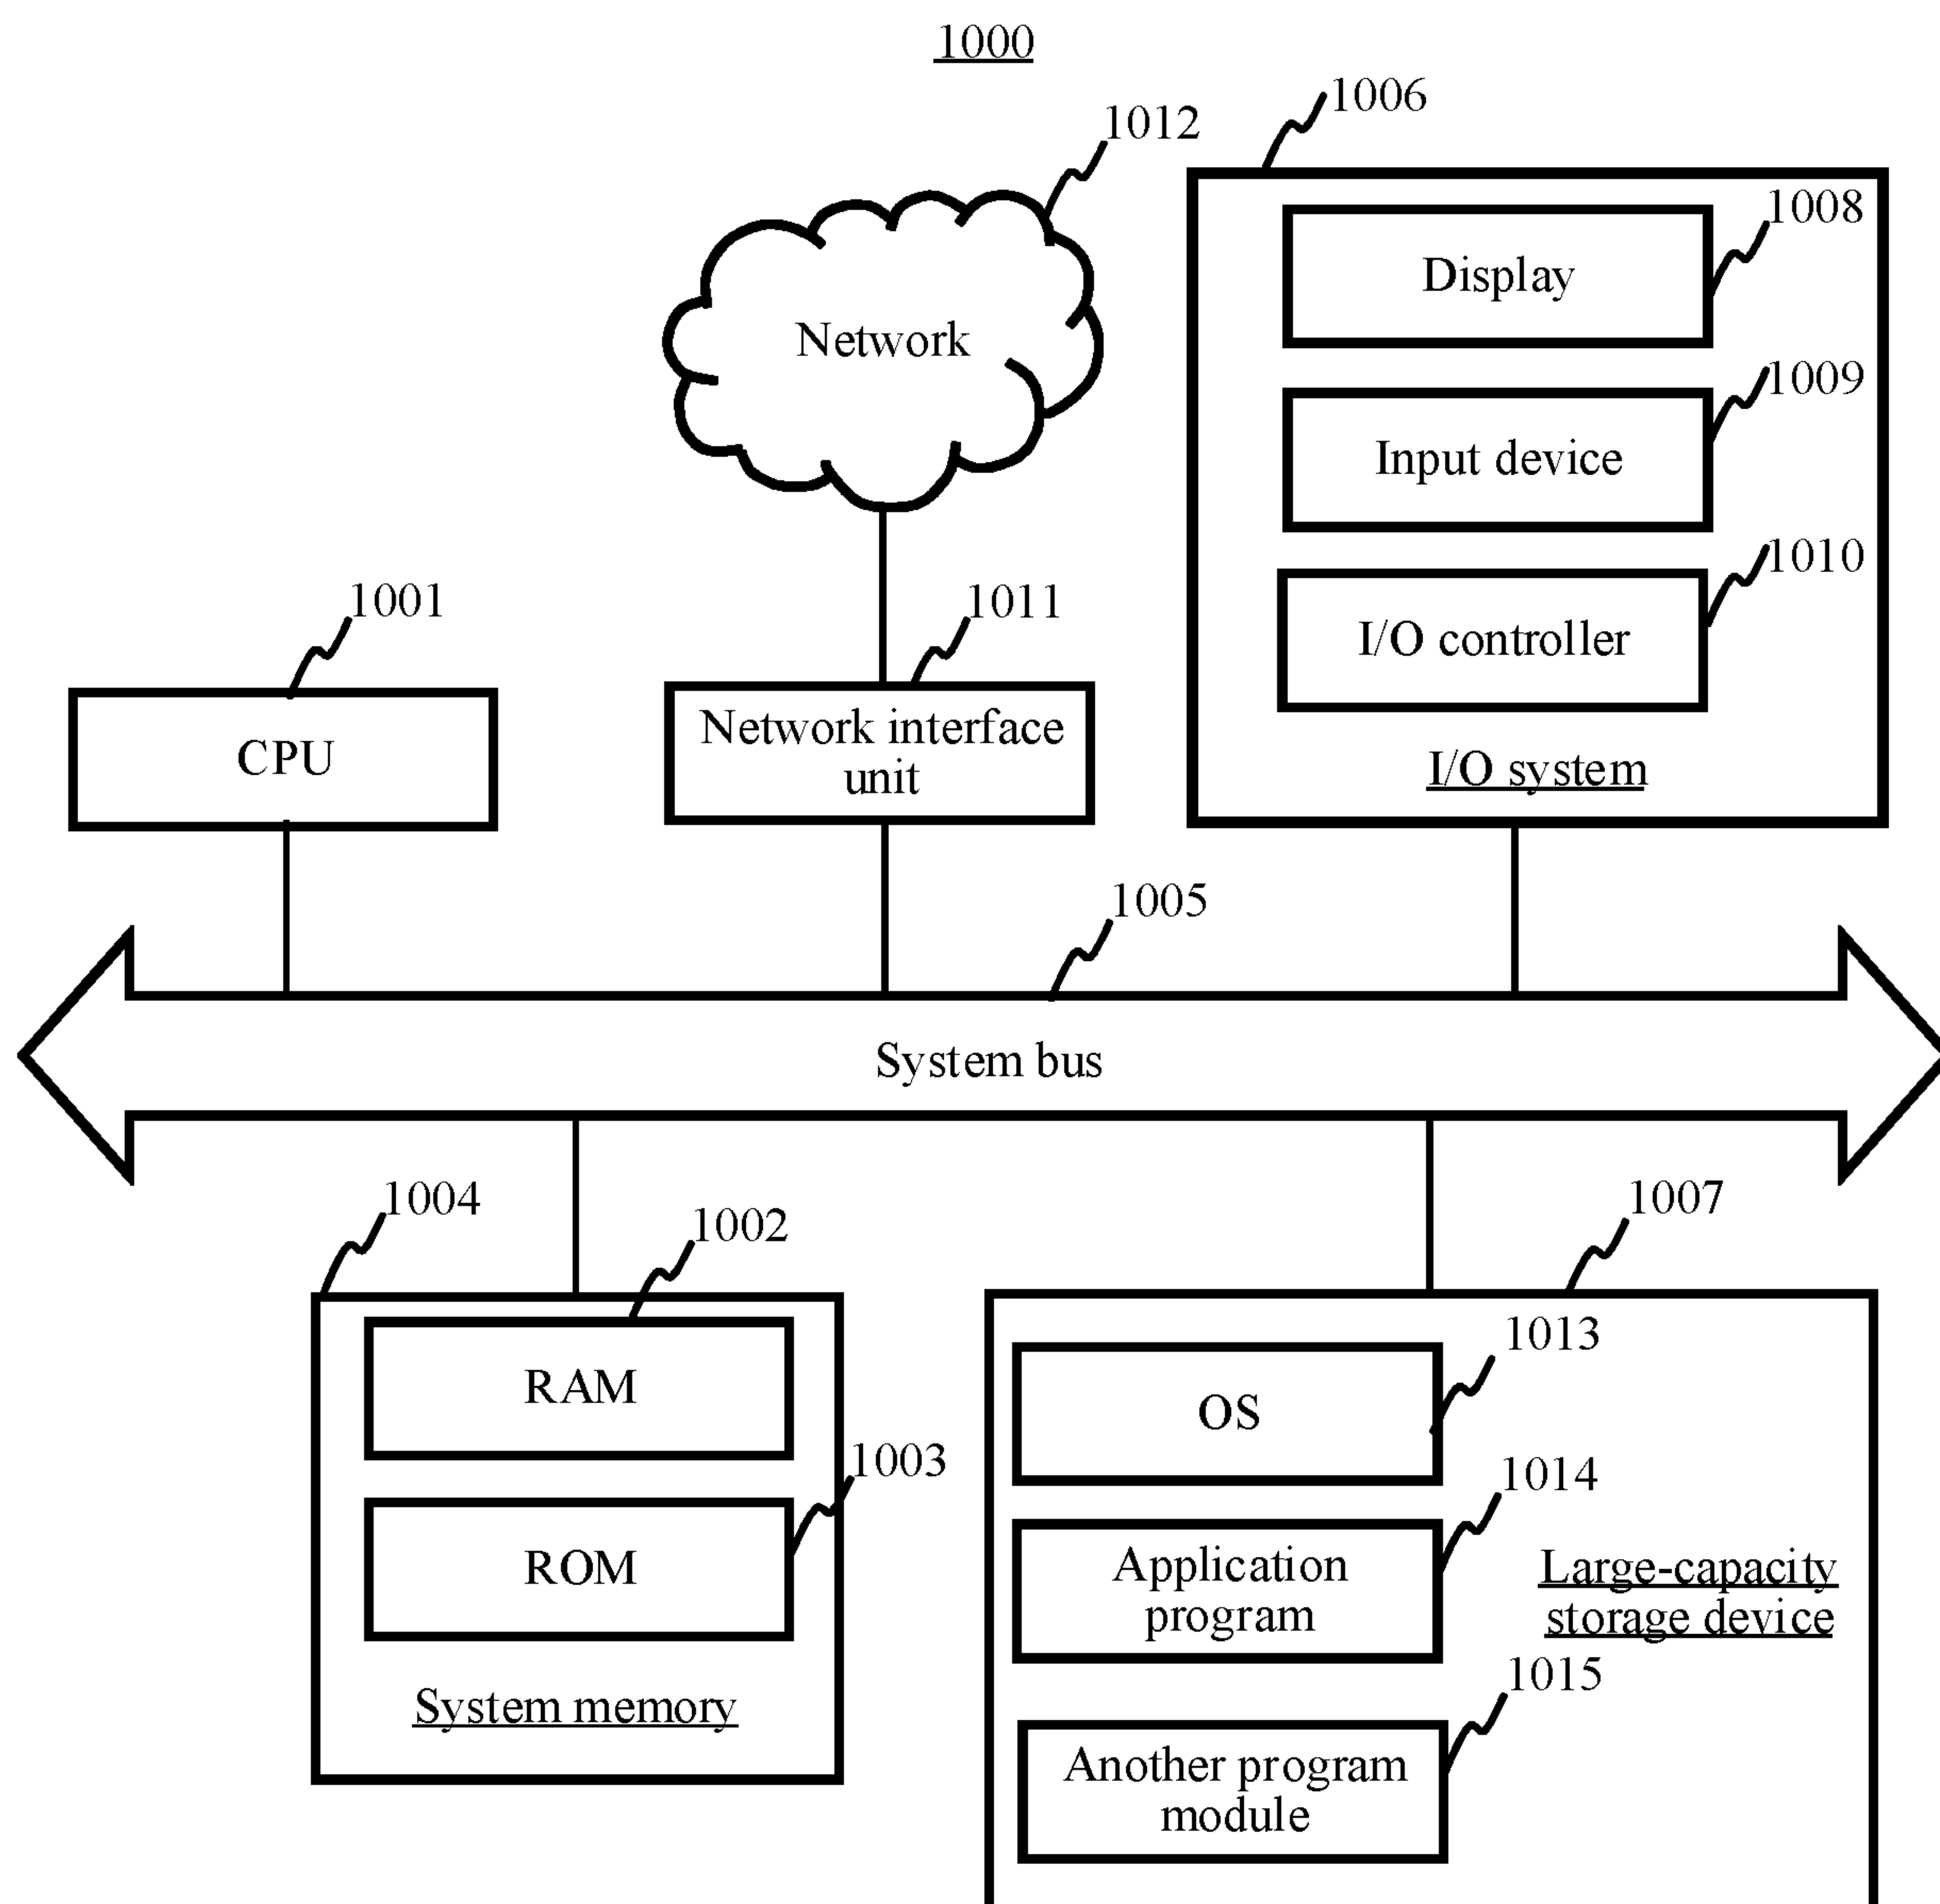 1000
1012
1006
Network
1008
Display
1009
Input device
1010
I/O controller
I/O system
1001
CPU
1011
Network interface
unit
1005
System bus
1004
1002
RAM
1003
ROM
System memory
1007
1013
OS
1014
Application
program
Large-capacity
storage device
1015
Another program
module